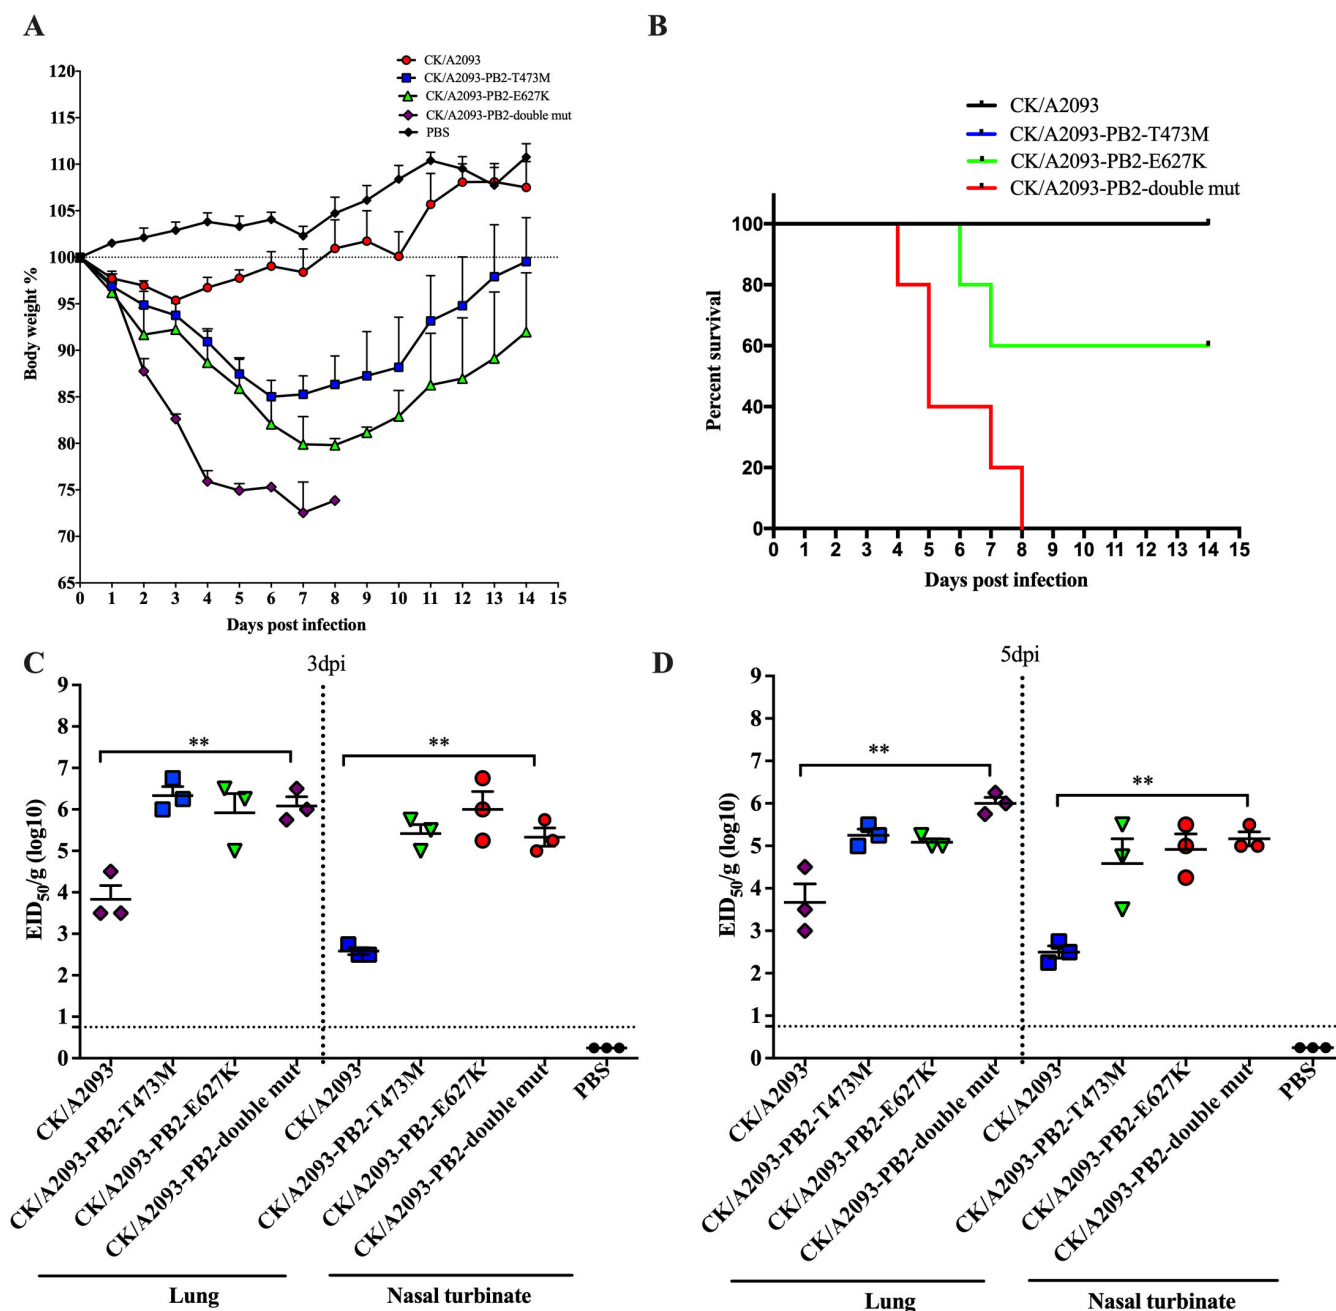 A
CK/A2093
CK/A2093-PB2-T473M
CK/A2093-PB2-E627K
CK/A2093-PB2-double mut
PBS
120
115
110
105
100
95
90
85
80
75
70
65
Body weight %
0 1 2 3 4 5 6 7 8 9 10 11 12 13 14 15
Days post infection
B
CK/A2093
CK/A2093-PB2-T473M
CK/A2093-PB2-E627K
CK/A2093-PB2-double mut
100
80
60
40
20
0
Percent survival
0 1 2 3 4 5 6 7 8 9 10 11 12 13 14 15
Days post infection
C
3dpi
9
8
7
6
5
4
3
2
1
0
EID50/g (log10)
**
**
CK/A2093
CK/A2093-PB2-T473M
CK/A2093-PB2-E627K
CK/A2093-PB2-double mut
CK/A2093
CK/A2093-PB2-T473M
CK/A2093-PB2-E627K
CK/A2093-PB2-double mut
PBS
Lung
Nasal turbinate
D
5dpi
9
8
7
6
5
4
3
2
1
0
EID50/g (log10)
**
**
CK/A2093
CK/A2093-PB2-T473M
CK/A2093-PB2-E627K
CK/A2093-PB2-double mut
CK/A2093
CK/A2093-PB2-T473M
CK/A2093-PB2-E627K
CK/A2093-PB2-double mut
PBS
Lung
Nasal turbinate